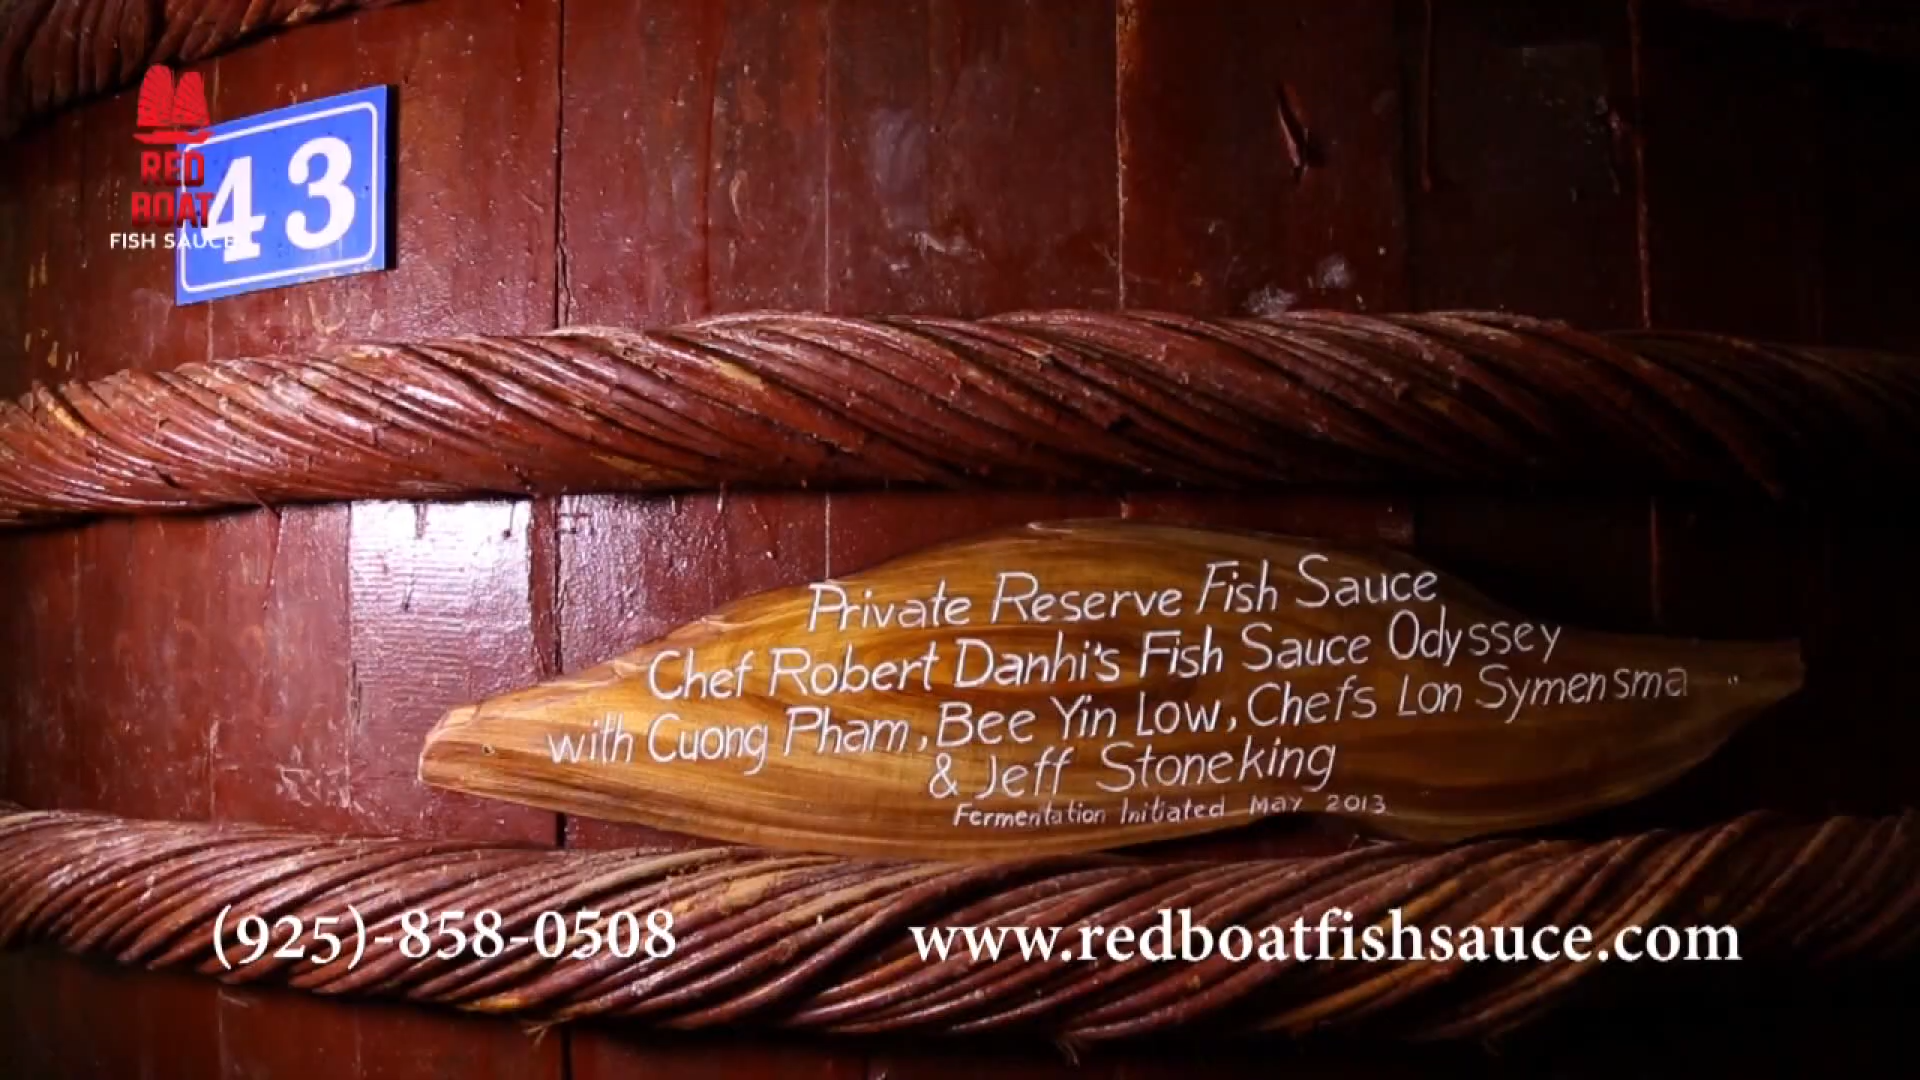 RED
BOAT
FISH SAUCE
43
Private Reserve Fish Sauce
Chef Robert Danhi's Fish Sauce Odyssey
with Cuong Pham, Bee Yin Low, Chefs Lon Symensma
& Jeff Stoneking
Fermentation Initiated May 2013
(925)-858-0508
www.redboatfishsauce.com